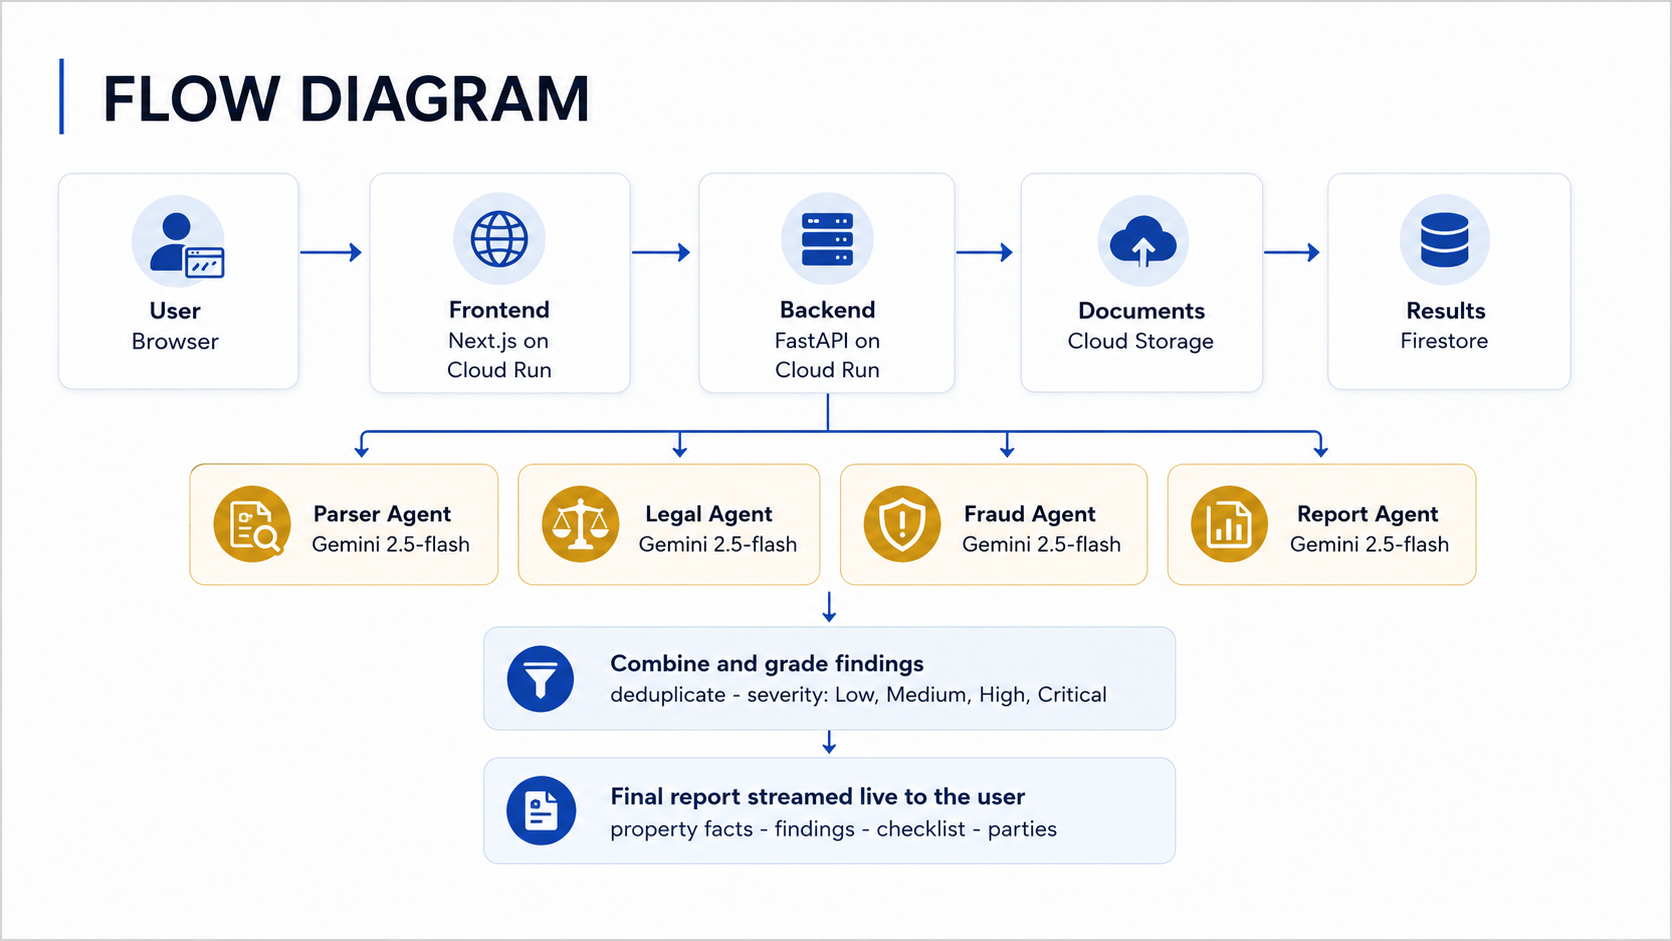 FLOW DIAGRAM
User
Browser
Frontend
Next.js on
Cloud Run
Backend
FastAPI on
Cloud Run
Documents
Cloud Storage
Results
Firestore
Parser Agent
Gemini 2.5-flash
Legal Agent
Gemini 2.5-flash
Fraud Agent
Gemini 2.5-flash
Report Agent
Gemini 2.5-flash
Combine and grade findings
deduplicate - severity: Low, Medium, High, Critical
Final report streamed live to the user
property facts - findings - checklist - parties